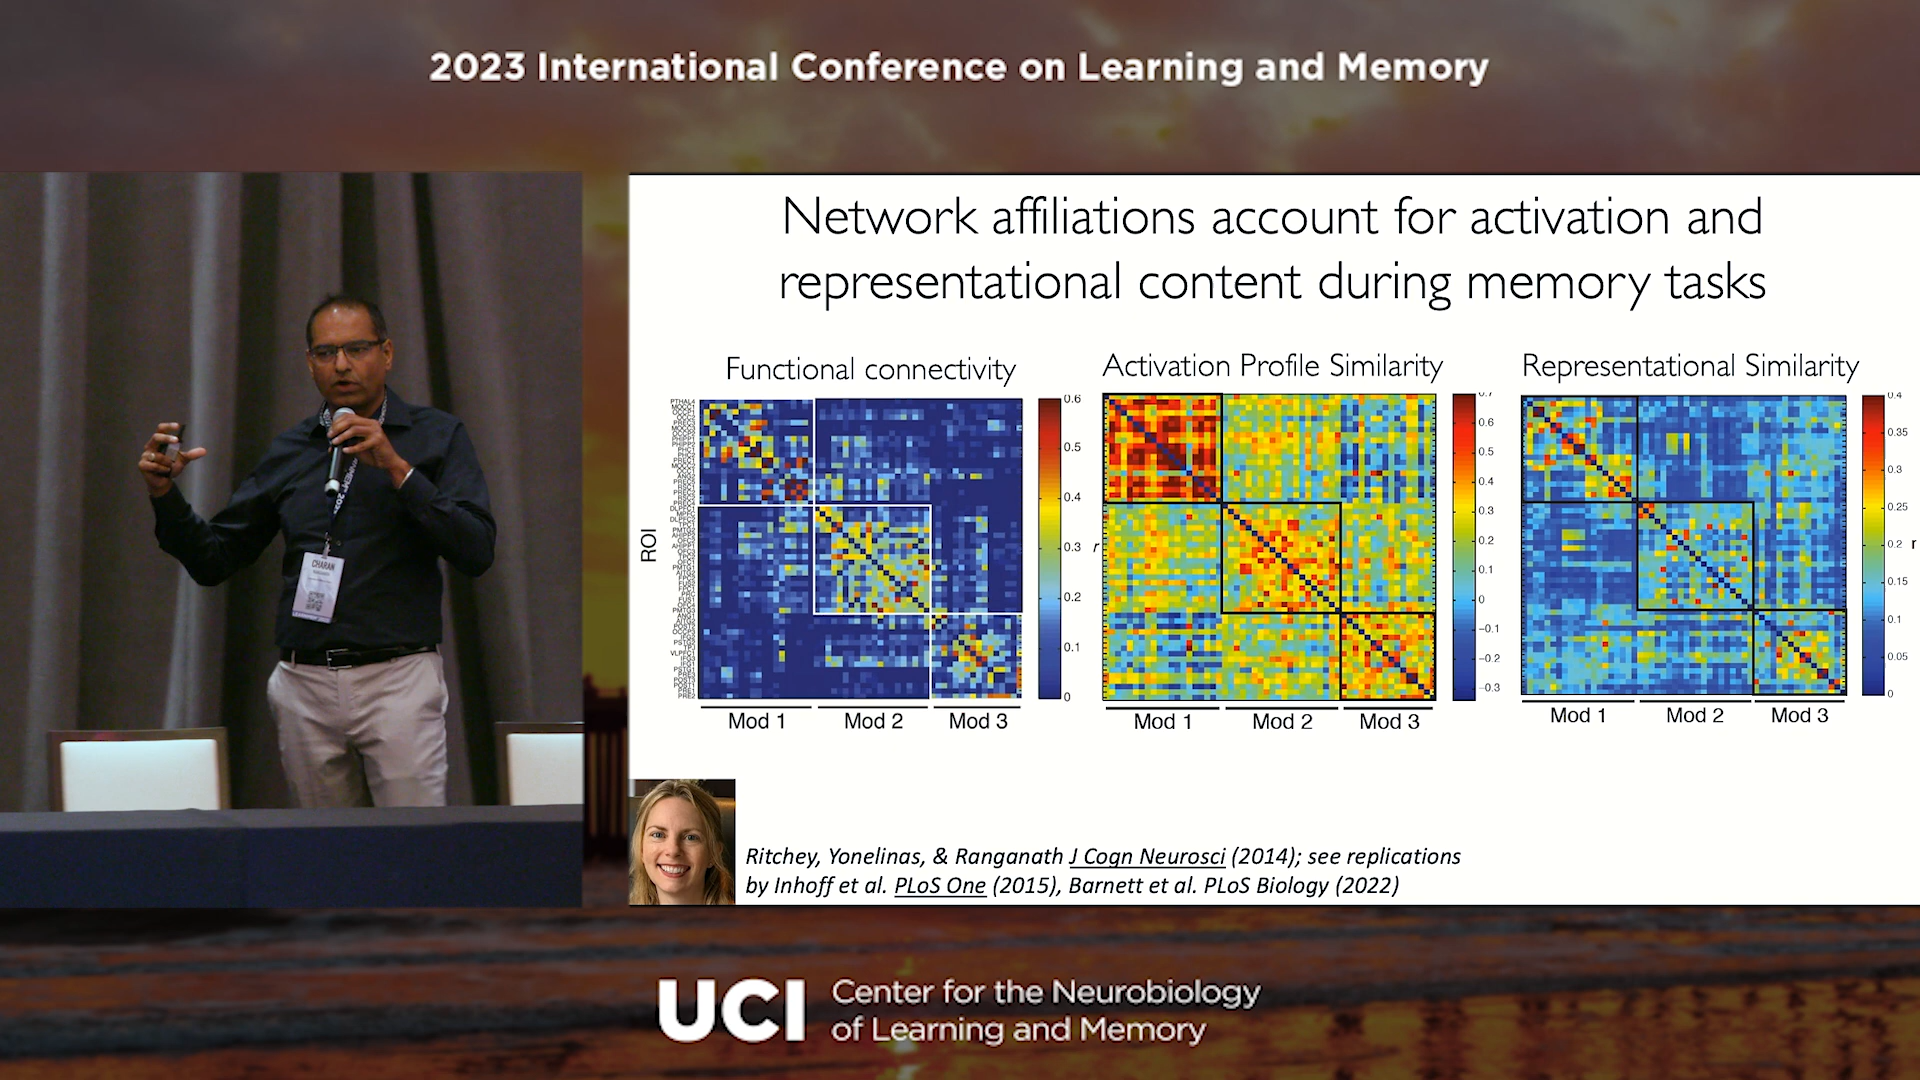 2023 International Conference on Learning and Memory
Network affiliations account for activation and
representational content during memory tasks
Functional connectivity
Activation Profile Similarity
Representational Similarity
ROI
0.6
0.5
0.4
0.3
r
0.2
0.1
0
Mod 1
Mod 2
Mod 3
0.7
0.6
0.5
0.4
0.3
0.2
0.1
0
−0.1
−0.2
−0.3
Mod 1
Mod 2
Mod 3
0.4
0.35
0.3
0.25
0.2
r
0.15
0.1
0.05
0
Mod 1
Mod 2
Mod 3
CHARAN
Ritchey, Yonelinas, & Ranganath J Cogn Neurosci (2014); see replications
by Inhoff et al. PLoS One (2015), Barnett et al. PLoS Biology (2022)
UCI
Center for the Neurobiology
of Learning and Memory